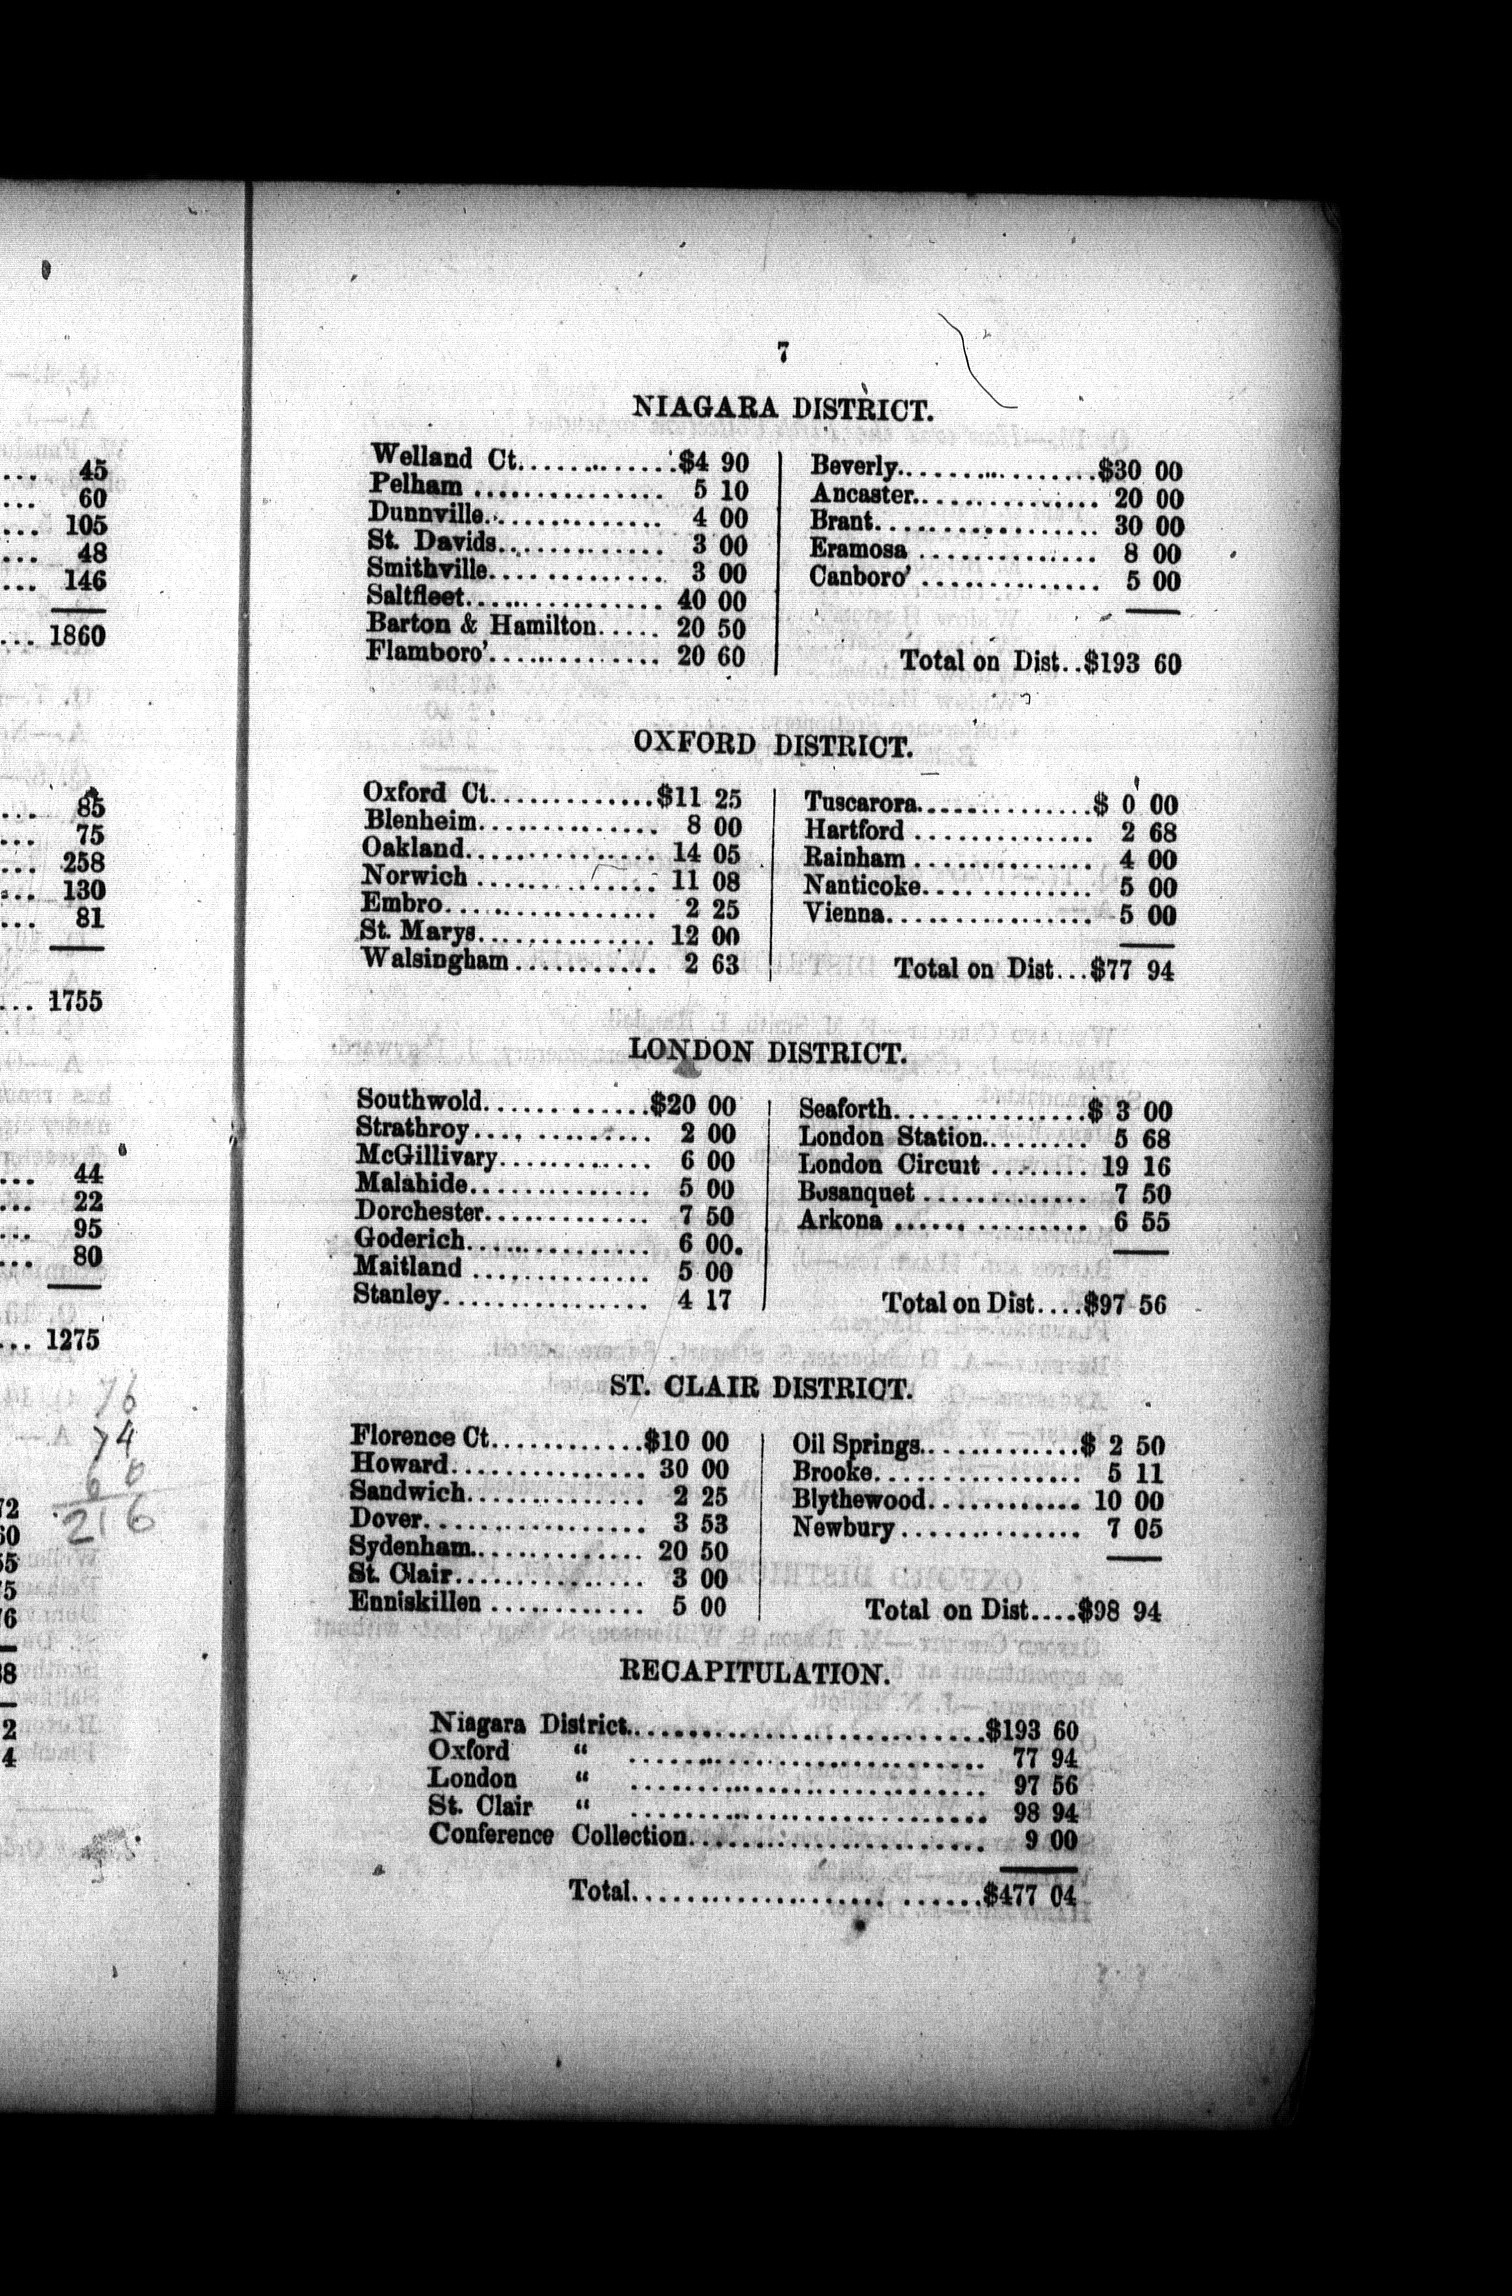 ... 45
... 60
... 105
... 48
... 146
... 1860
... 85
... 75
... 258
... 130
... 81
... 1755
... 44
... 22
... 95
... 80
... 1275
76
74
60
216
7
NIAGARA DISTRICT.
Welland Ct..............$4 90
Pelham ............... 5 10
Dunnville.............. 4 00
St. Davids............. 3 00
Smithville............. 3 00
Saltfleet............... 40 00
Barton & Hamilton..... 20 50
Flamboro'.............. 20 60
Beverly................$30 00
Ancaster............... 20 00
Brant.................. 30 00
Eramosa ............... 8 00
Canboro' .............. 5 00
Total on Dist..$193 60
OXFORD DISTRICT.
Oxford Ct.............$11 25
Blenheim.............. 8 00
Oakland............... 14 05
Norwich .............. 11 08
Embro................. 2 25
St. Marys.............. 12 00
Walsingham ........... 2 63
Tuscarora..............$ 0 00
Hartford .............. 2 68
Rainham .............. 4 00
Nanticoke............. 5 00
Vienna................ 5 00
Total on Dist...$77 94
LONDON DISTRICT.
Southwold.............$20 00
Strathroy.... ......... 2 00
McGillivary............ 6 00
Malahide.............. 5 00
Dorchester............. 7 50
Goderich............... 6 00.
Maitland .............. 5 00
Stanley................ 4 17
Seaforth...............$ 3 00
London Station......... 5 68
London Circuit ........ 19 16
Bosanquet ............. 7 50
Arkona ...... ......... 6 55
Total on Dist....$97 56
ST. CLAIR DISTRICT.
Florence Ct............$10 00
Howard............... 30 00
Sandwich.............. 2 25
Dover................. 3 53
Sydenham............. 20 50
St. Clair............... 3 00
Enniskillen ............ 5 00
Oil Springs.............$ 2 50
Brooke................ 5 11
Blythewood............ 10 00
Newbury.............. 7 05
Total on Dist....$98 94
RECAPITULATION.
Niagara District............................$193 60
Oxford “ ........................... 77 94
London “ ........................... 97 56
St. Clair “ ........................... 98 94
Conference Collection....................... 9 00
Total..................... ......$477 04